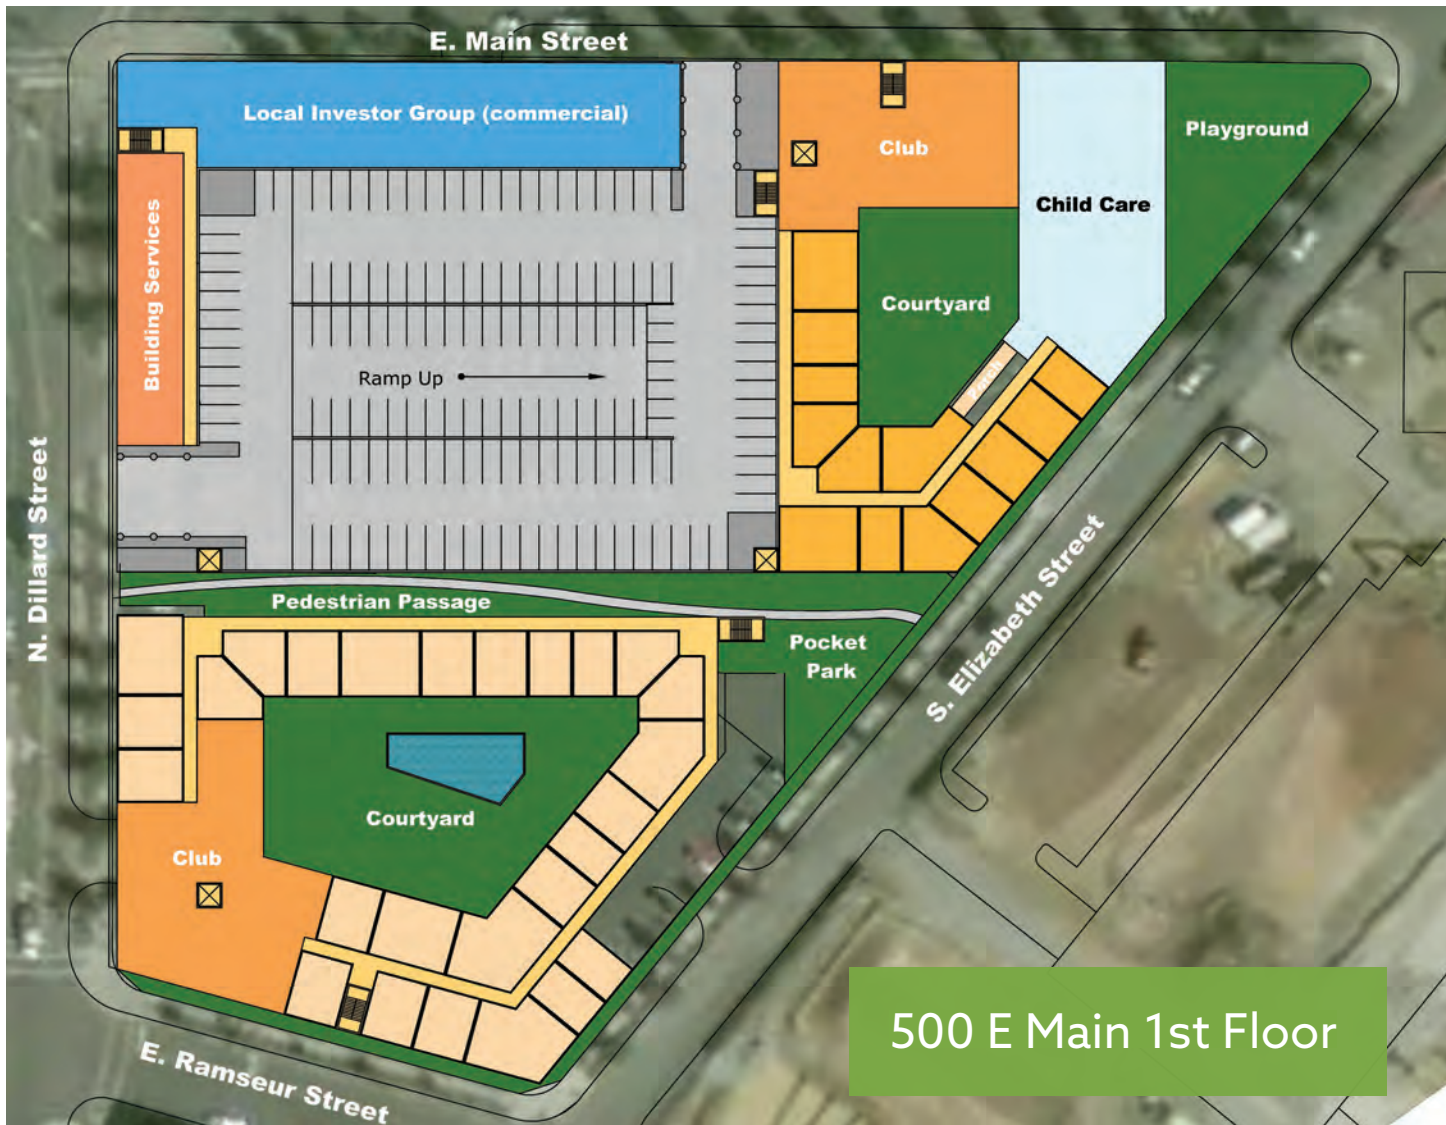 E. Main Street
Local Investor Group (commercial)
Club
Playground
Child Care
Building Services
Courtyard
Ramp Up
Porch
N. Dillard Street
Pedestrian Passage
Pocket
Park
S. Elizabeth Street
Courtyard
Club
500 E Main 1st Floor
E. Ramseur Street